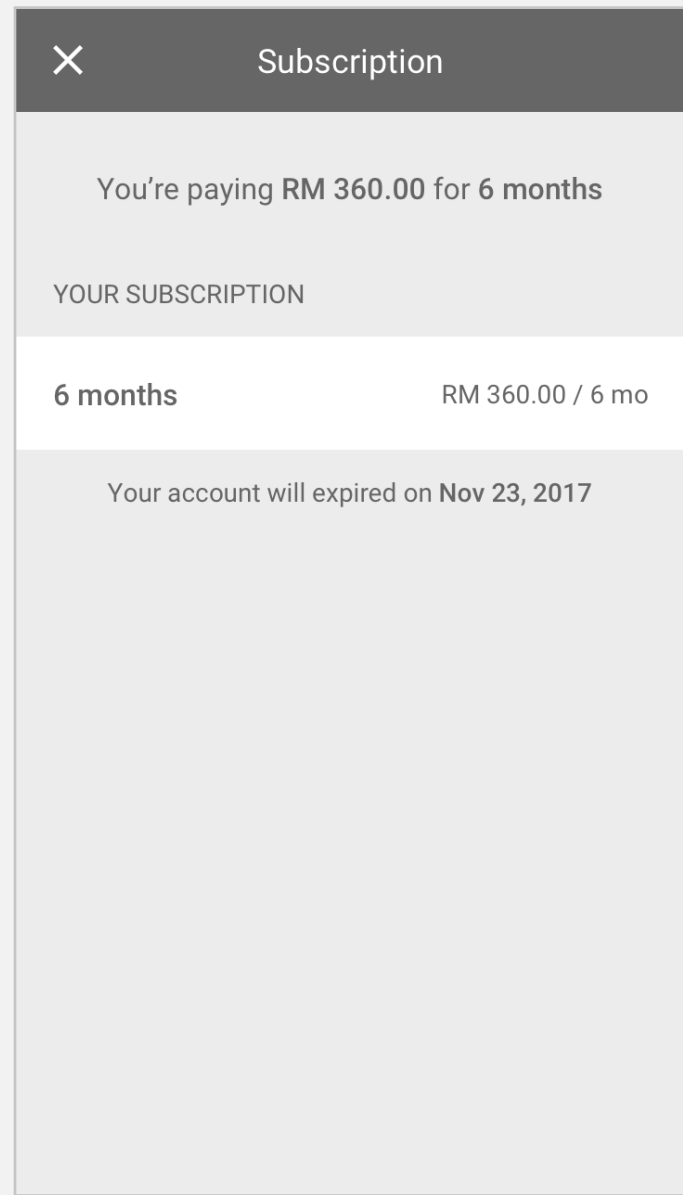 Subscription
You’re paying RM 360.00 for 6 months
YOUR SUBSCRIPTION
6 months RM 360.00 / 6 mo
Your account will expired on Nov 23, 2017